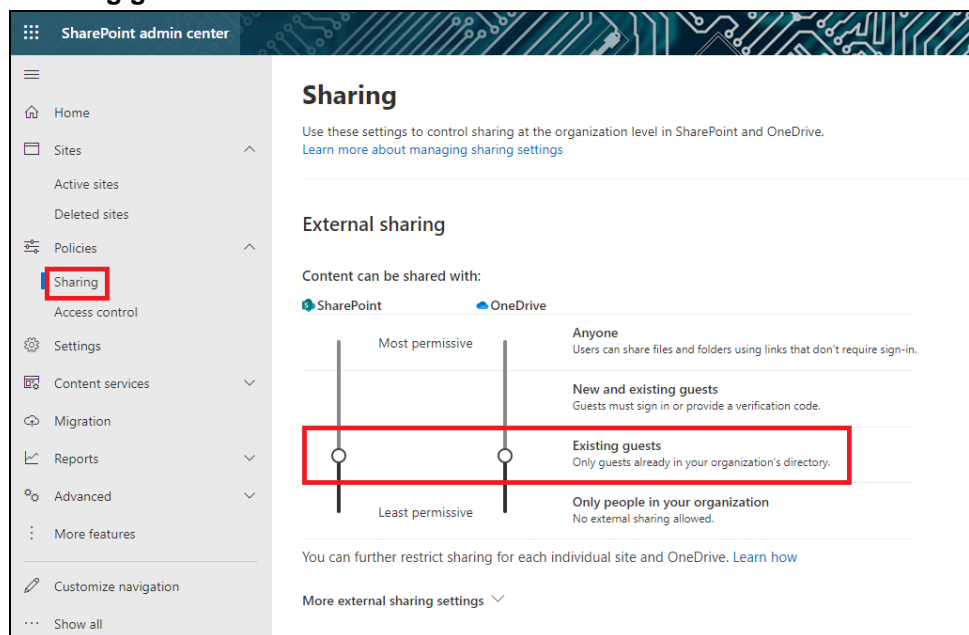 SharePoint admin center
Home
Sites
Active sites
Deleted sites
Policies
Sharing
Access control
Settings
Content services
Migration
Reports
Advanced
More features
Customize navigation
Show all
Sharing
Use these settings to control sharing at the organization level in SharePoint and OneDrive.
Learn more about managing sharing settings
External sharing
Content can be shared with:
SharePoint
OneDrive
Most permissive
Anyone
Users can share files and folders using links that don't require sign-in.
New and existing guests
Guests must sign in or provide a verification code.
Existing guests
Only guests already in your organization's directory.
Least permissive
Only people in your organization
No external sharing allowed.
You can further restrict sharing for each individual site and OneDrive. Learn how
More external sharing settings